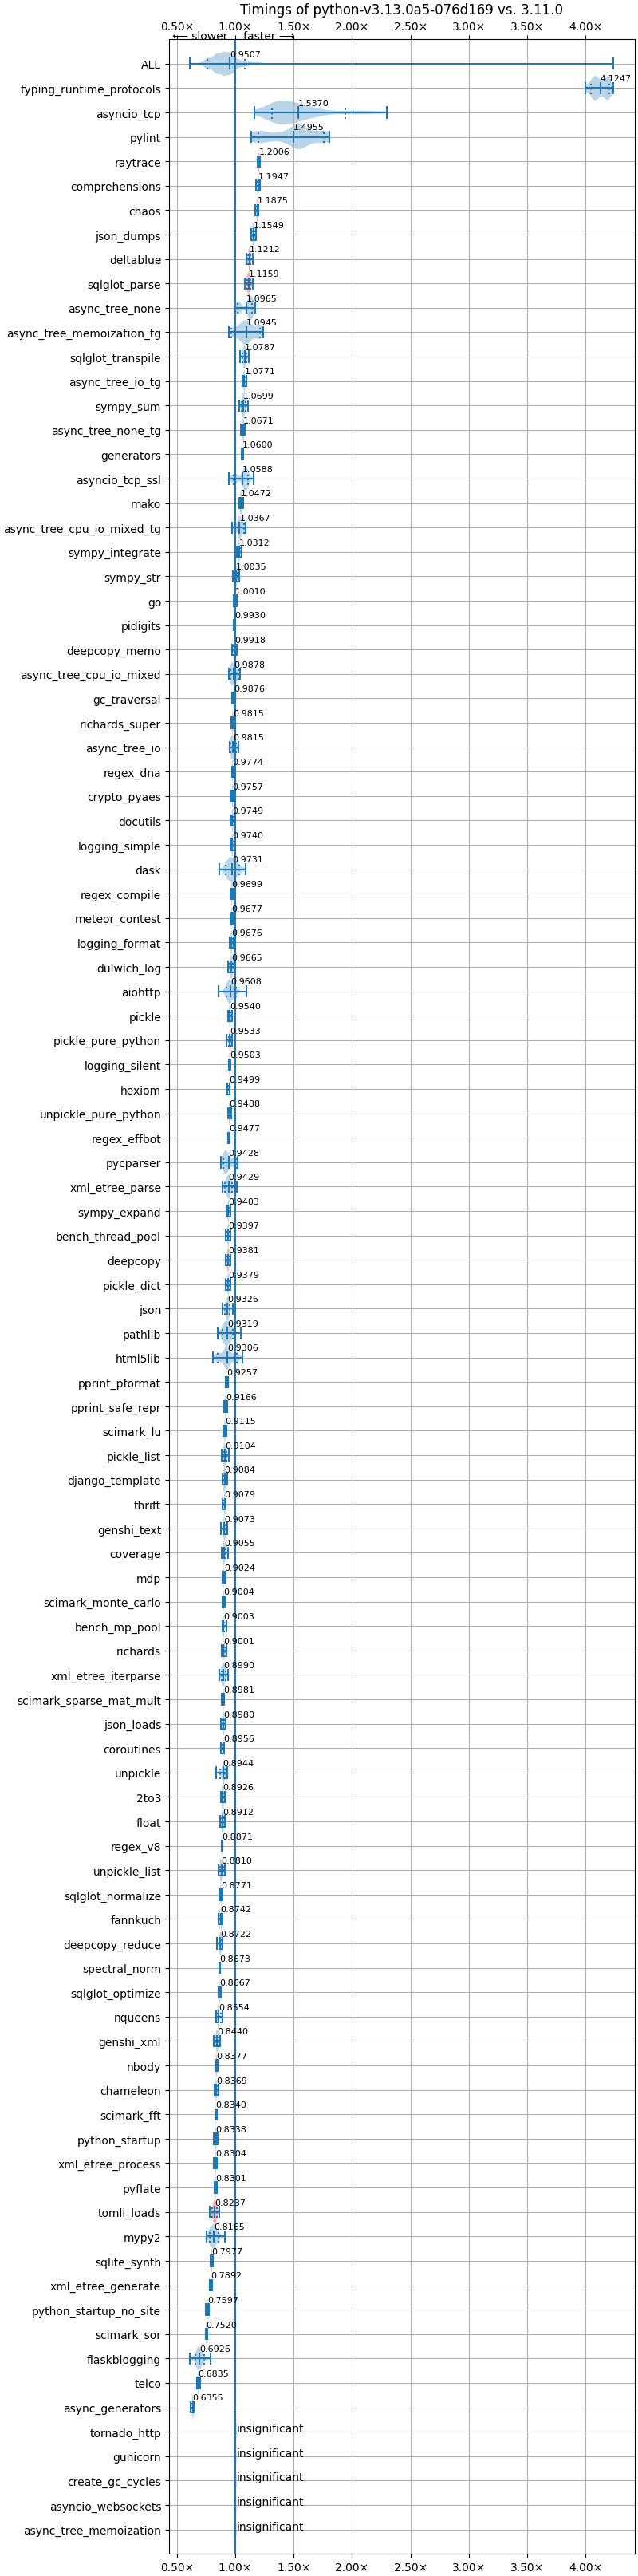 Timings of python-v3.13.0a5-076d169 vs. 3.11.0
0.50× 1.00× 1.50× 2.00× 2.50× 3.00× 3.50× 4.00×
⟵ slower faster ⟶
ALL 0.9507
typing_runtime_protocols 4.1247
asyncio_tcp 1.5370
pylint 1.4955
raytrace 1.2006
comprehensions 1.1947
chaos 1.1875
json_dumps 1.1549
deltablue 1.1212
sqlglot_parse 1.1159
async_tree_none 1.0965
async_tree_memoization_tg 1.0945
sqlglot_transpile 1.0787
async_tree_io_tg 1.0771
sympy_sum 1.0699
async_tree_none_tg 1.0671
generators 1.0600
asyncio_tcp_ssl 1.0588
mako 1.0472
async_tree_cpu_io_mixed_tg 1.0367
sympy_integrate 1.0312
sympy_str 1.0035
go 1.0010
pidigits 0.9930
deepcopy_memo 0.9918
async_tree_cpu_io_mixed 0.9878
gc_traversal 0.9876
richards_super 0.9815
async_tree_io 0.9815
regex_dna 0.9774
crypto_pyaes 0.9757
docutils 0.9749
logging_simple 0.9740
dask 0.9731
regex_compile 0.9699
meteor_contest 0.9677
logging_format 0.9676
dulwich_log 0.9665
aiohttp 0.9608
pickle 0.9540
pickle_pure_python 0.9533
logging_silent 0.9503
hexiom 0.9499
unpickle_pure_python 0.9488
regex_effbot 0.9477
pycparser 0.9428
xml_etree_parse 0.9429
sympy_expand 0.9403
bench_thread_pool 0.9397
deepcopy 0.9381
pickle_dict 0.9379
json 0.9326
pathlib 0.9319
html5lib 0.9306
pprint_pformat 0.9257
pprint_safe_repr 0.9166
scimark_lu 0.9115
pickle_list 0.9104
django_template 0.9084
thrift 0.9079
genshi_text 0.9073
coverage 0.9055
mdp 0.9024
scimark_monte_carlo 0.9004
bench_mp_pool 0.9003
richards 0.9001
xml_etree_iterparse 0.8990
scimark_sparse_mat_mult 0.8981
json_loads 0.8980
coroutines 0.8956
unpickle 0.8944
2to3 0.8926
float 0.8912
regex_v8 0.8871
unpickle_list 0.8810
sqlglot_normalize 0.8771
fannkuch 0.8742
deepcopy_reduce 0.8722
spectral_norm 0.8673
sqlglot_optimize 0.8667
nqueens 0.8554
genshi_xml 0.8440
nbody 0.8377
chameleon 0.8369
scimark_fft 0.8340
python_startup 0.8338
xml_etree_process 0.8304
pyflate 0.8301
tomli_loads 0.8237
mypy2 0.8165
sqlite_synth 0.7977
xml_etree_generate 0.7892
python_startup_no_site 0.7597
scimark_sor 0.7520
flaskblogging 0.6926
telco 0.6835
async_generators 0.6355
tornado_http insignificant
gunicorn insignificant
create_gc_cycles insignificant
asyncio_websockets insignificant
async_tree_memoization insignificant
0.50× 1.00× 1.50× 2.00× 2.50× 3.00× 3.50× 4.00×